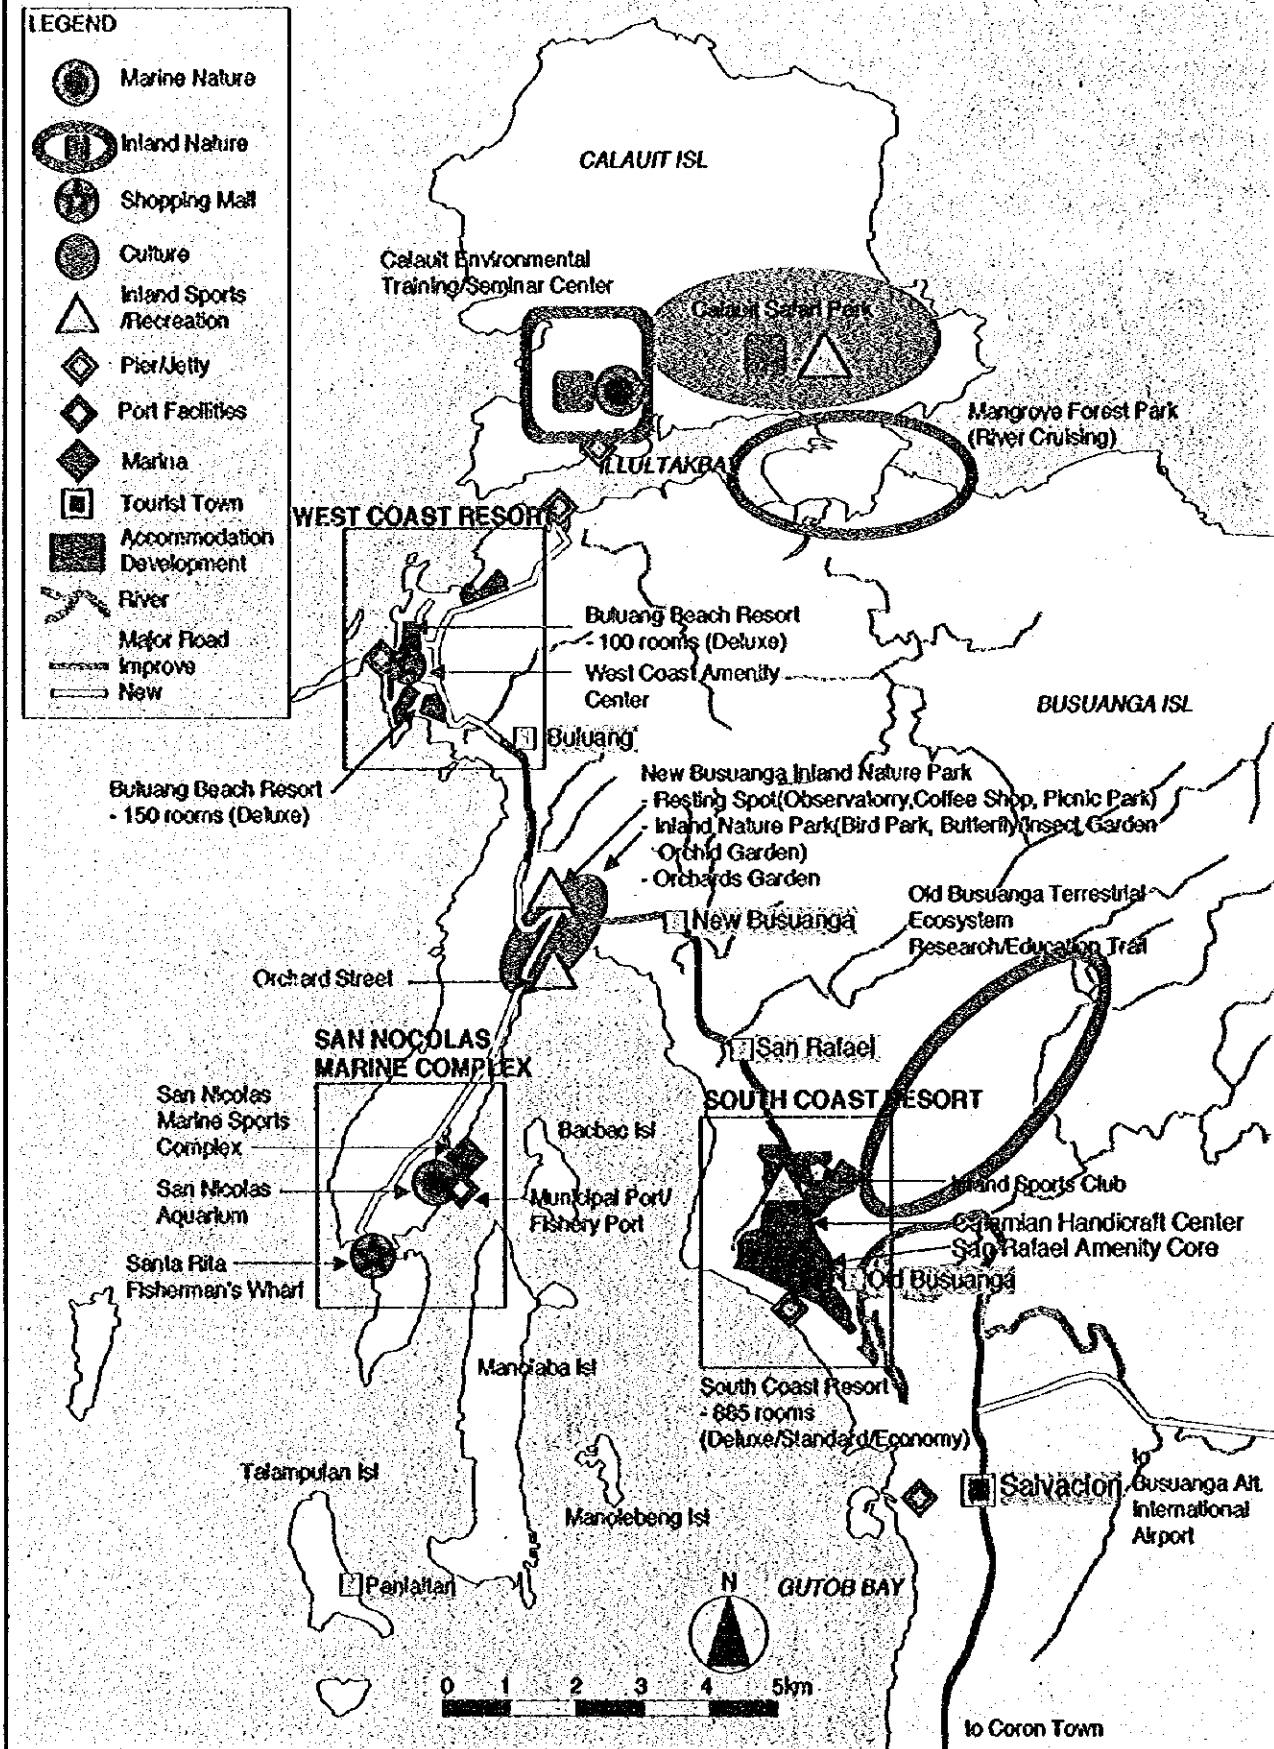 LEGEND
Marine Nature
Inland Nature
Shopping Mall
Culture
Inland Sports
/Recreation
Pier/Jetty
Port Facilities
Marina
Tourist Town
Accommodation
Development
River
Major Road
Improve
New
CALAUIT ISL
Calauit Environmental
Training/Seminar Center
Calauit Safari Park
Mangrove Forest Park
(River Cruising)
ILLULTAKBAY
WEST COAST RESORT
Buluang Beach Resort
- 100 rooms (Deluxe)
West Coast Amenity
Center
BUSUANGA ISL
Buluang
Buluang Beach Resort
- 150 rooms (Deluxe)
New Busuanga Inland Nature Park
- Resting Spot(Observatorry,Coffee Shop, Picnic Park)
- Inland Nature Park(Bird Park, Butterfly/Insect Garden
Orchid Garden)
- Orchards Garden
Old Busuanga Terrestrial
Ecosystem
Research/Education Trail
New Busuanga
Orchard Street
San Rafael
SAN NOCOLAS
MARINE COMPLEX
SOUTH COAST RESORT
San Nicolas
Marine Sports
Complex
Bacbac Isl
San Nicolas
Aquarium
Municipal Port/
Fishery Port
Inland Sports Club
Calamian Handicraft Center
San Rafael Amenity Core
Old Busuanga
Santa Rita
Fisherman's Wharf
Manolaba Isl
South Coast Resort
- 885 rooms
(Deluxe/Standard/Economy)
Talampulan Isl
Manolebeng Isl
Salvacion
to
Busuanga Alt.
International
Airport
Panlaitan
N
GUTOB BAY
0 1 2 3 4 5km
to Coron Town